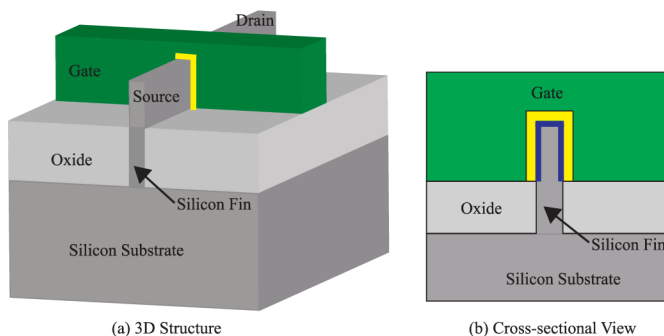 Drain
Gate
Source
Oxide
Silicon Fin
Silicon Substrate
(a) 3D Structure
Gate
Oxide
Silicon Fin
Silicon Substrate
(b) Cross-sectional View